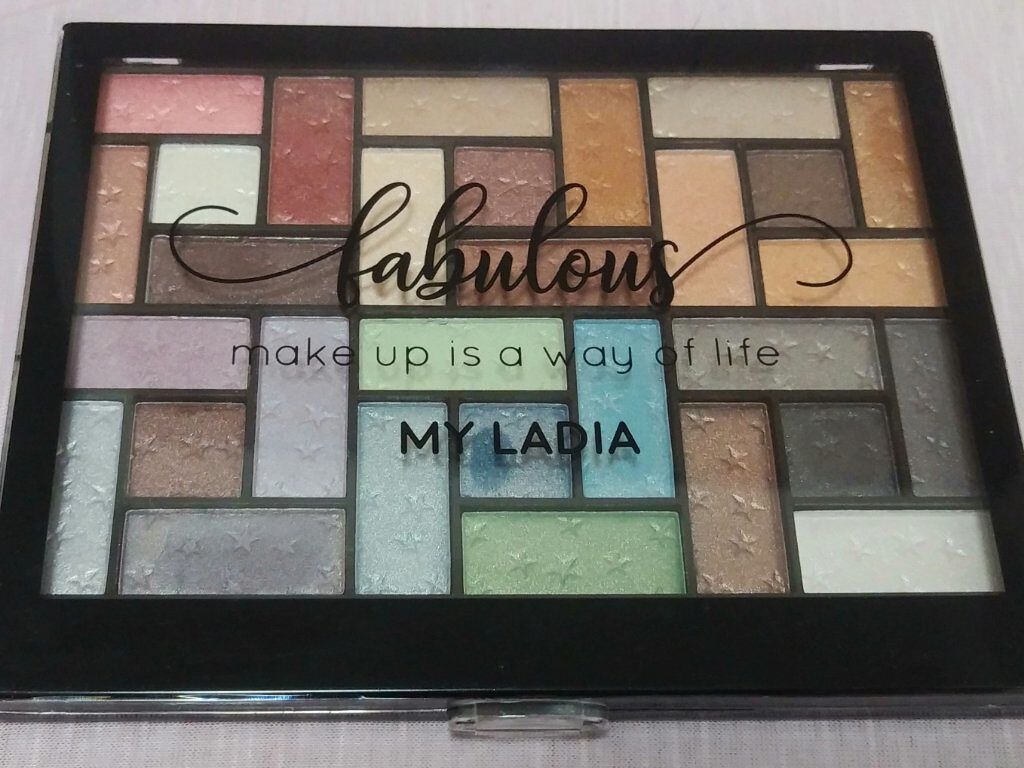 fabulous
make up is a way of life
MY LADIA